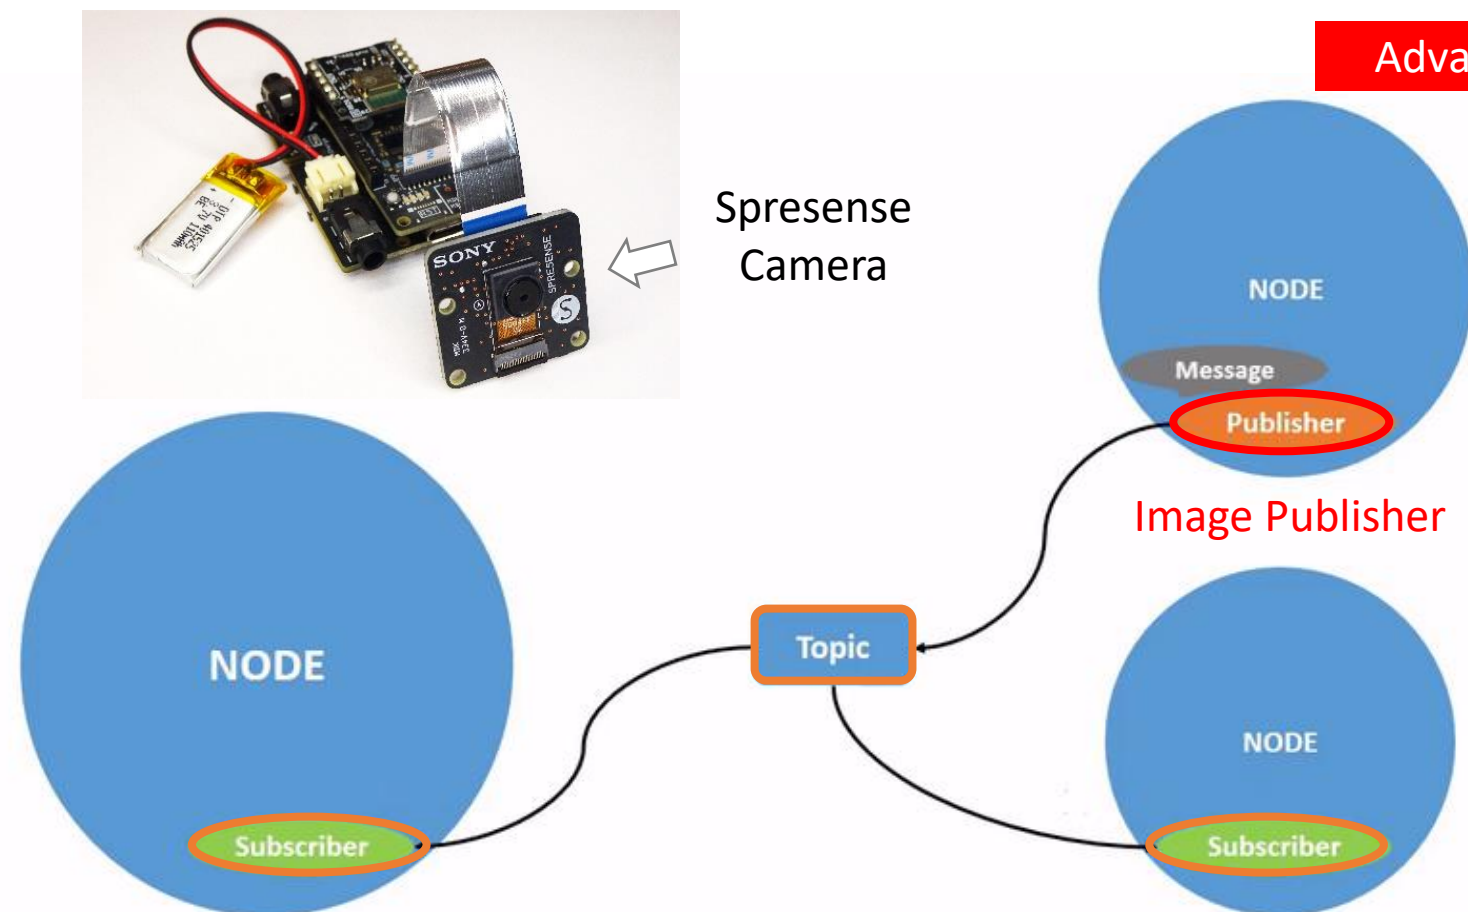 Adva
Spresense
Camera
SONY
SPRESENSE
NODE
Message
Publisher
Image Publisher
Topic
NODE
Subscriber
NODE
Subscriber